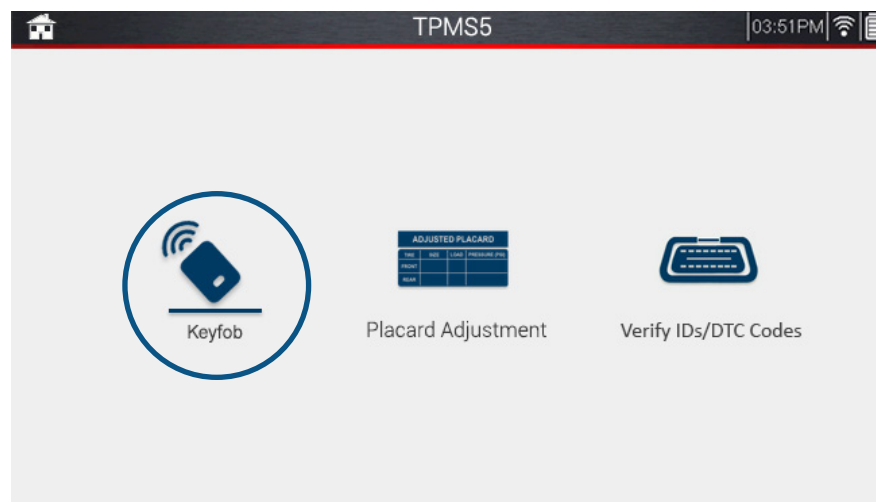 TPMS5
03:51PM
ADJUSTED PLACARD
TIRE SIZE LOAD PRESSURE (PSI)
FRONT
REAR
Keyfob
Placard Adjustment
Verify IDs/DTC Codes